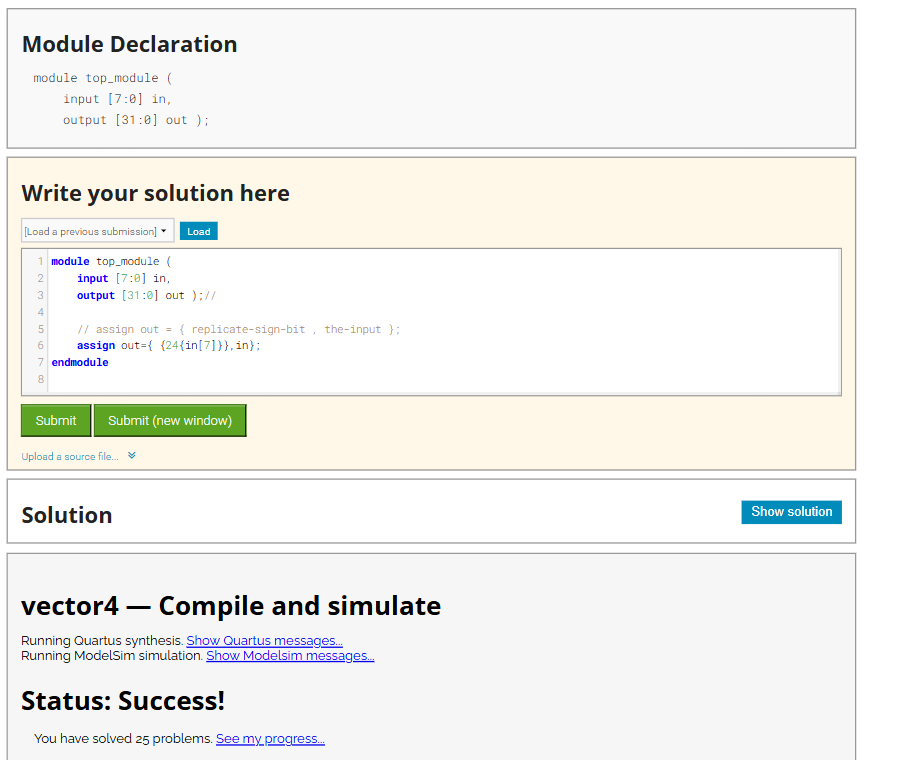 Module Declaration
module top_module (
input [7:0] in,
output [31:0] out );
Write your solution here
[Load a previous submission] Load
1 module top_module (
2 input [7:0] in,
3 output [31:0] out );//
4
5 // assign out = { replicate-sign-bit , the-input };
6 assign out={ {24{in[7]}},in};
7 endmodule
8
Submit Submit (new window)
Upload a source file...
Solution Show solution
vector4 — Compile and simulate
Running Quartus synthesis. Show Quartus messages...
Running ModelSim simulation. Show Modelsim messages...
Status: Success!
You have solved 25 problems. See my progress...